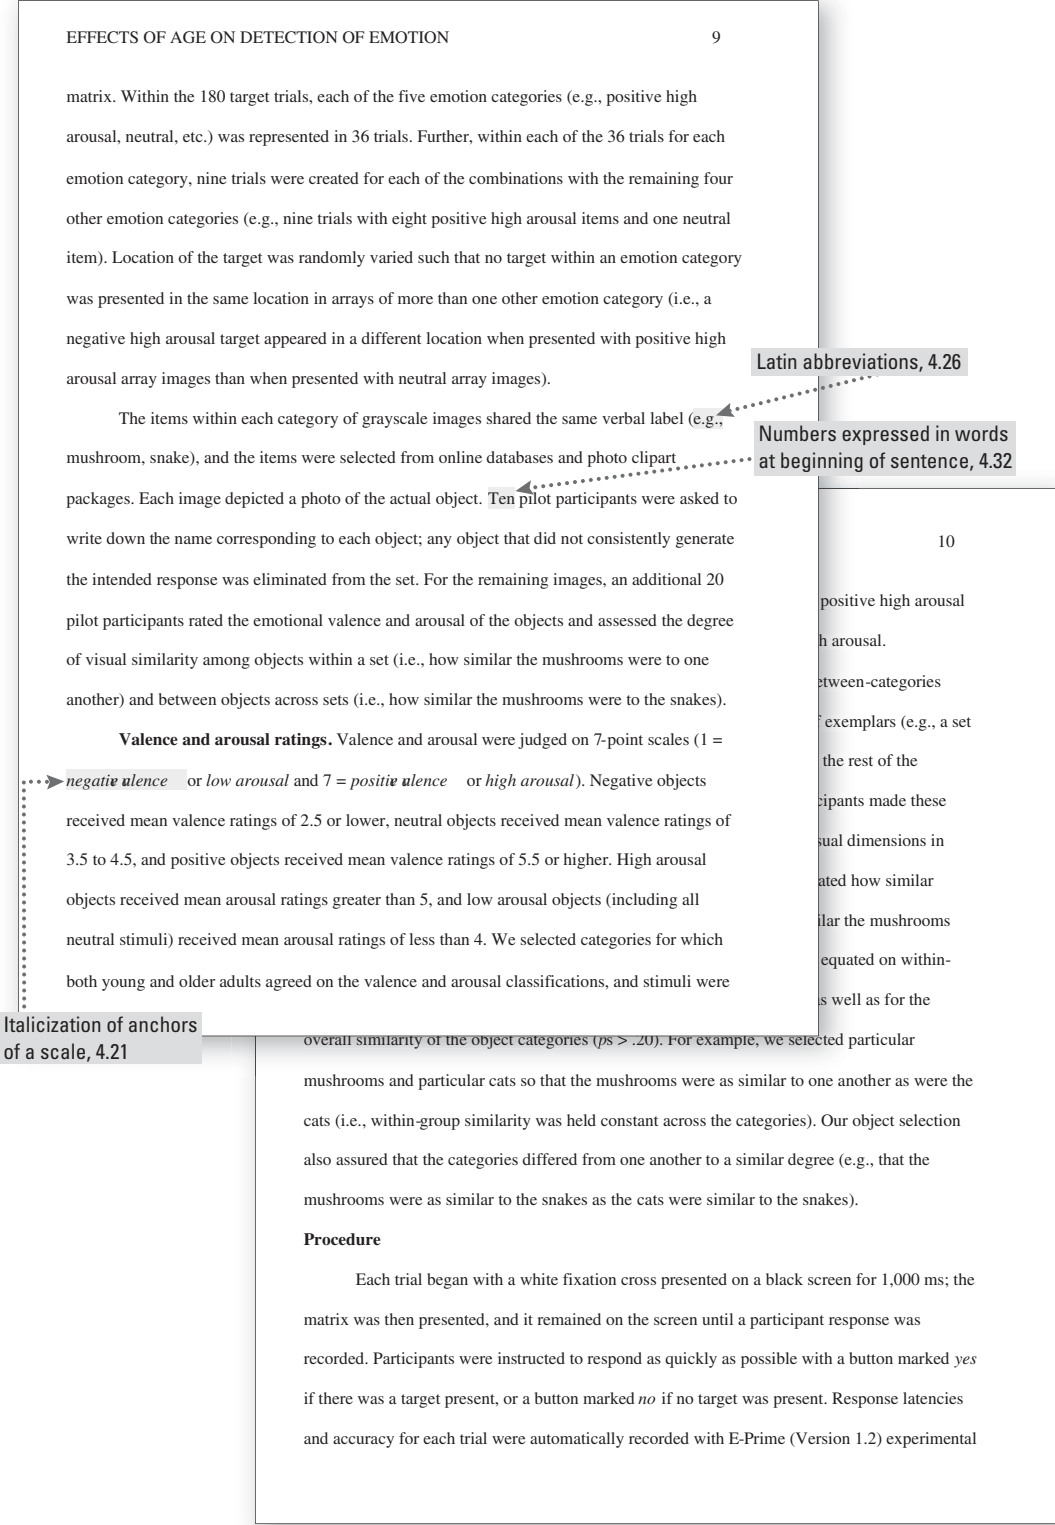 EFFECTS OF AGE ON DETECTION OF EMOTION 9
matrix. Within the 180 target trials, each of the five emotion categories (e.g., positive high
arousal, neutral, etc.) was represented in 36 trials. Further, within each of the 36 trials for each
emotion category, nine trials were created for each of the combinations with the remaining four
other emotion categories (e.g., nine trials with eight positive high arousal items and one neutral
item). Location of the target was randomly varied such that no target within an emotion category
was presented in the same location in arrays of more than one other emotion category (i.e., a
negative high arousal target appeared in a different location when presented with positive high
arousal array images than when presented with neutral array images).
The items within each category of grayscale images shared the same verbal label (e.g.,
mushroom, snake), and the items were selected from online databases and photo clipart
packages. Each image depicted a photo of the actual object. Ten pilot participants were asked to
write down the name corresponding to each object; any object that did not consistently generate
the intended response was eliminated from the set. For the remaining images, an additional 20
pilot participants rated the emotional valence and arousal of the objects and assessed the degree
of visual similarity among objects within a set (i.e., how similar the mushrooms were to one
another) and between objects across sets (i.e., how similar the mushrooms were to the snakes).
Valence and arousal ratings. Valence and arousal were judged on 7-point scales (1 =
or low arousal and 7 = or high arousal). Negative objects
received mean valence ratings of 2.5 or lower, neutral objects received mean valence ratings of
3.5 to 4.5, and positive objects received mean valence ratings of 5.5 or higher. High arousal
objects received mean arousal ratings greater than 5, and low arousal objects (including all
neutral stimuli) received mean arousal ratings of less than 4. We selected categories for which
both young and older adults agreed on the valence and arousal classifications, and stimuli were
Latin abbreviations, 4.26
Numbers expressed in words
at beginning of sentence, 4.32
Italicization of anchors
of a scale, 4.21
10
positive high arousal
arousal.
etween-categories
exemplars (e.g., a set
the rest of the
cipants made these
sual dimensions in
ated how similar
ilar the mushrooms
equated on within-
s well as for the
overall similarity of the object categories (ps > .20). For example, we selected particular
mushrooms and particular cats so that the mushrooms were as similar to one another as were the
cats (i.e., within-group similarity was held constant across the categories). Our object selection
also assured that the categories differed from one another to a similar degree (e.g., that the
mushrooms were as similar to the snakes as the cats were similar to the snakes).
Procedure
Each trial began with a white fixation cross presented on a black screen for 1,000 ms; the
matrix was then presented, and it remained on the screen until a participant response was
recorded. Participants were instructed to respond as quickly as possible with a button marked yes
if there was a target present, or a button marked no if no target was present. Response latencies
and accuracy for each trial were automatically recorded with E-Prime (Version 1.2) experimental